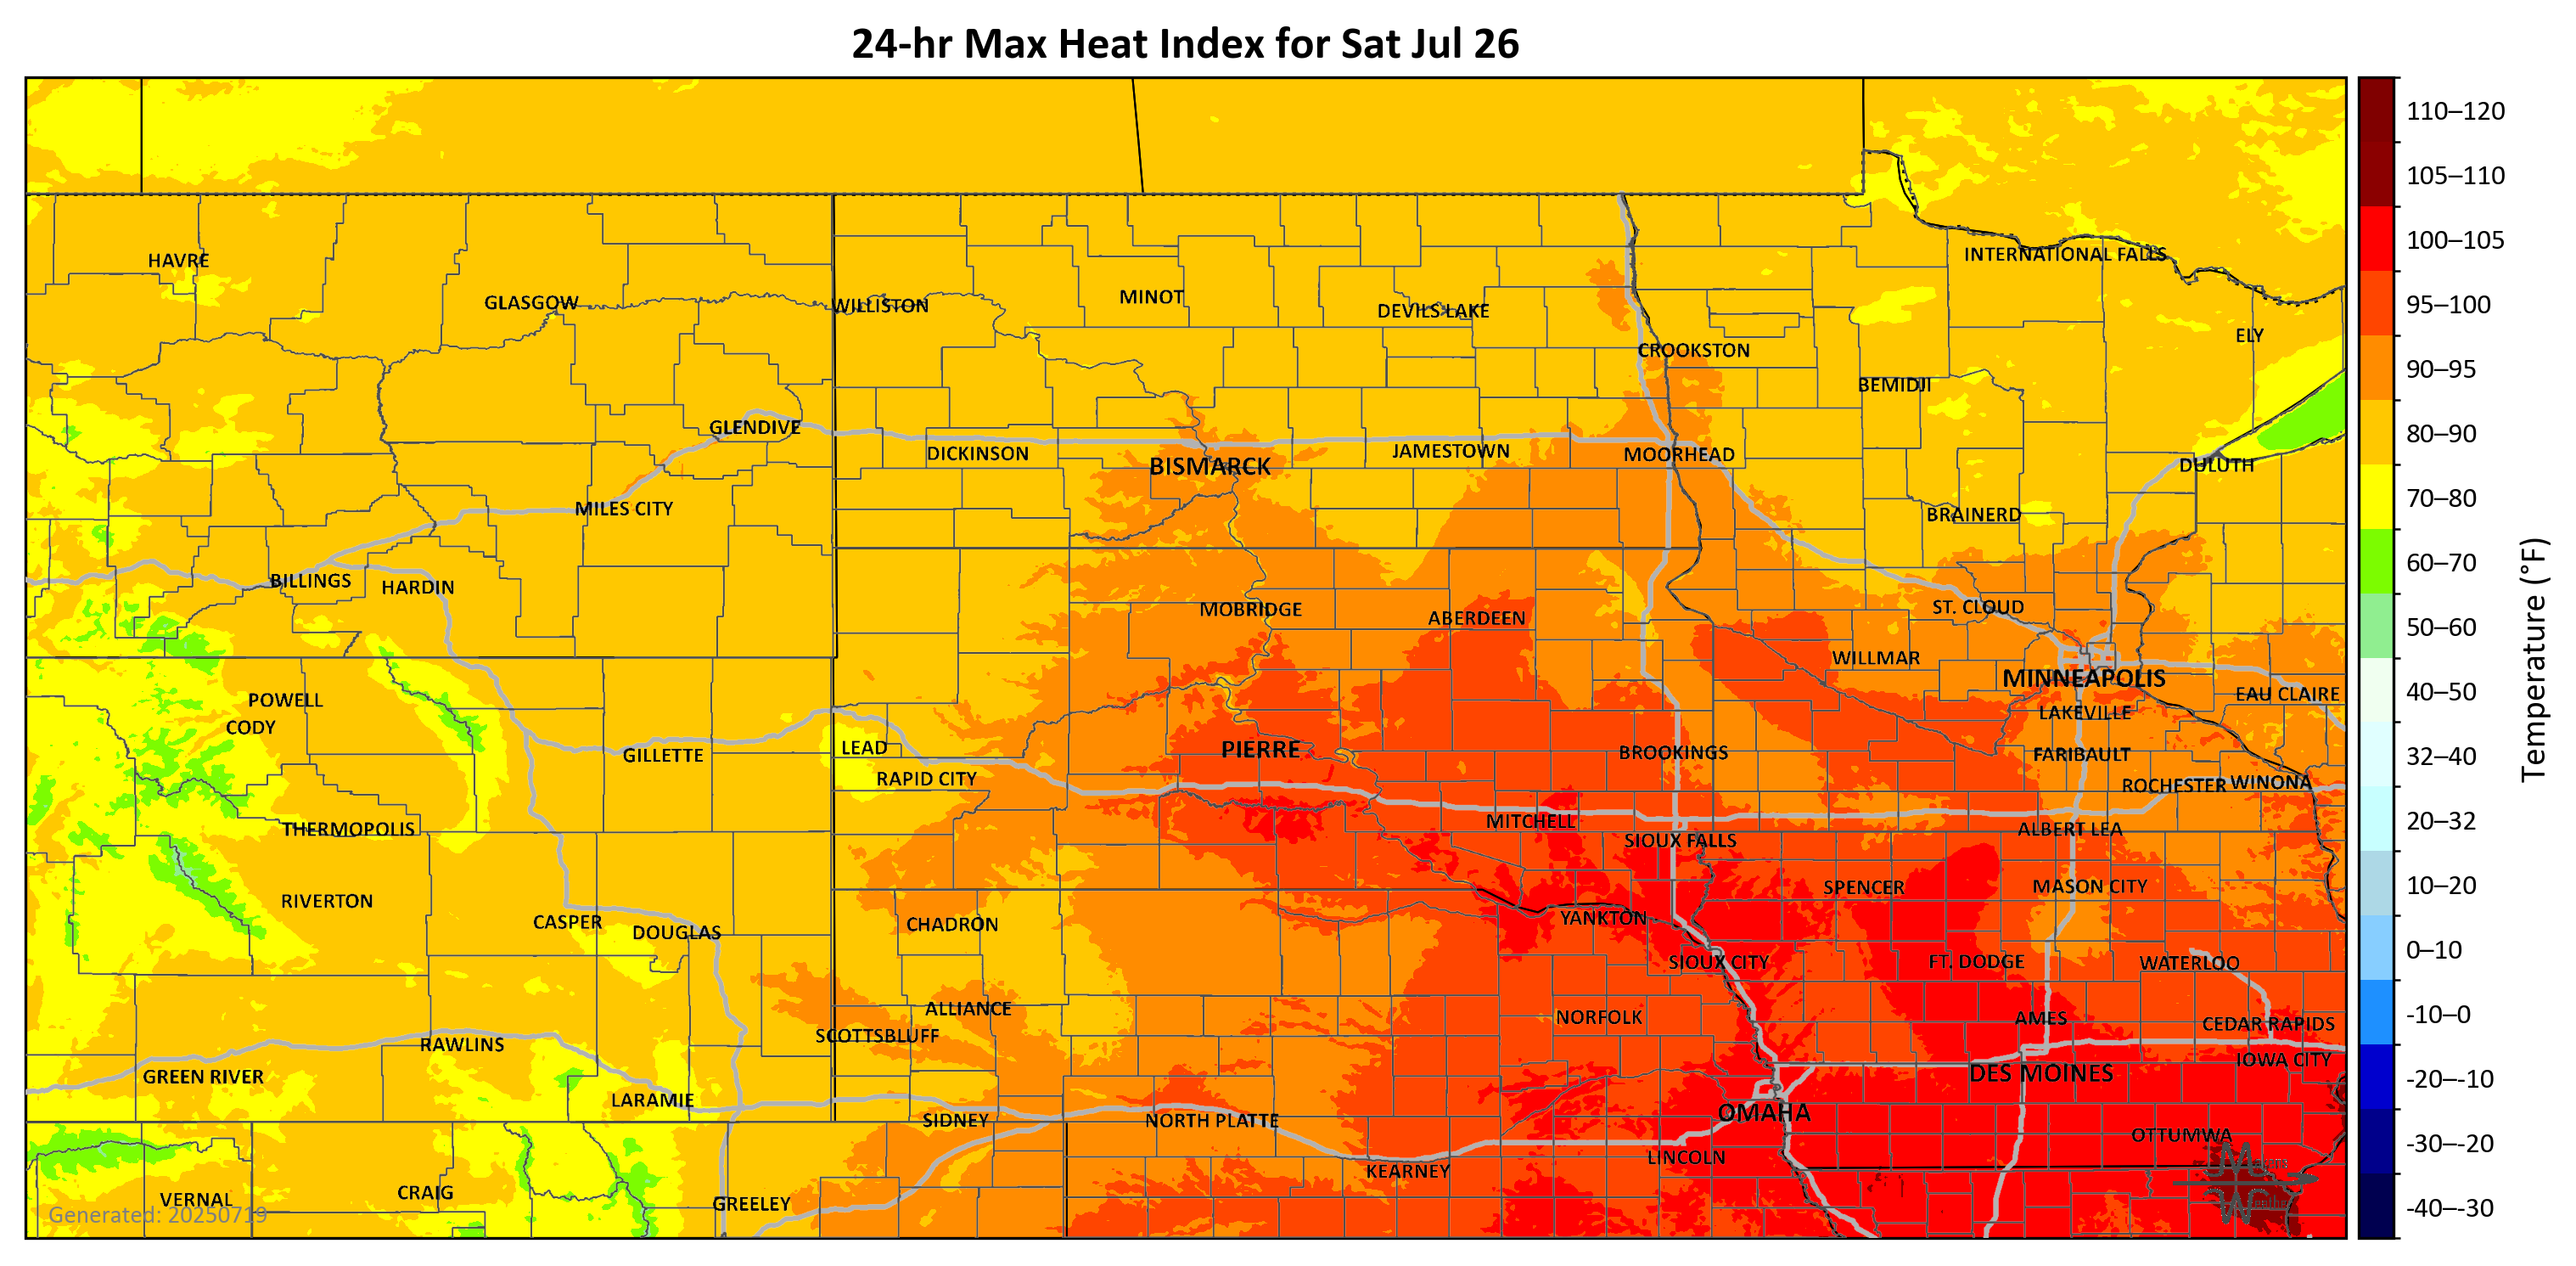 24-hr Max Heat Index for Sat Jul 26
HAVRE
GLASGOW
WILLISTON
MINOT
DEVILS LAKE
INTERNATIONAL FALLS
ELY
CROOKSTON
BEMIDJI
GLENDIVE
DICKINSON
BISMARCK
JAMESTOWN
MOORHEAD
DULUTH
MILES CITY
BRAINERD
BILLINGS
HARDIN
MOBRIDGE
ABERDEEN
ST. CLOUD
WILLMAR
MINNEAPOLIS
POWELL
EAU CLAIRE
CODY
LAKEVILLE
GILLETTE
LEAD
PIERRE
BROOKINGS
FARIBAULT
RAPID CITY
ROCHESTER
WINONA
THERMOPOLIS
MITCHELL
SIOUX FALLS
ALBERT LEA
RIVERTON
SPENCER
MASON CITY
CASPER
DOUGLAS
CHADRON
YANKTON
SIOUX CITY
FT. DODGE
WATERLOO
ALLIANCE
NORFOLK
AMES
CEDAR RAPIDS
SCOTTSBLUFF
RAWLINS
IOWA CITY
GREEN RIVER
DES MOINES
LARAMIE
SIDNEY
NORTH PLATTE
OMAHA
OTTUMWA
KEARNEY
LINCOLN
VERNAL
CRAIG
GREELEY
Generated: 20250719
110–120
105–110
100–105
95–100
90–95
80–90
70–80
60–70
50–60
40–50
32–40
20–32
10–20
0–10
-10–0
-20–-10
-30–-20
-40–-30
Temperature (°F)